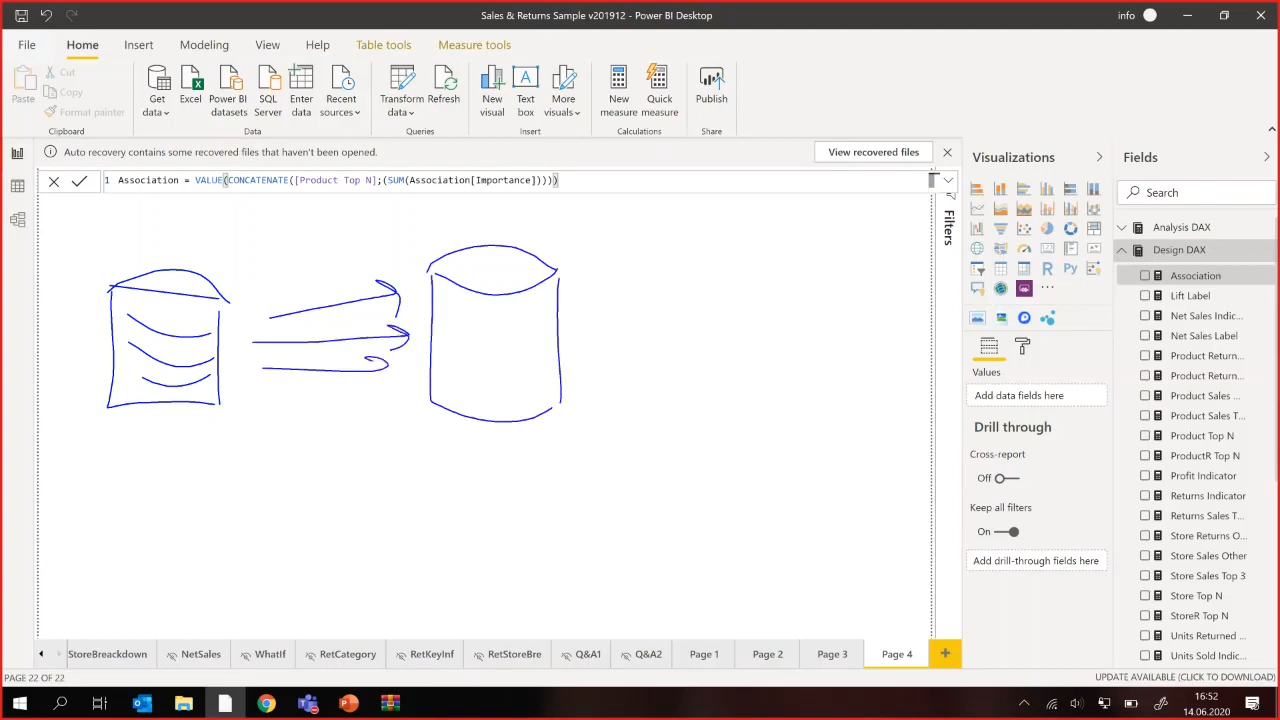 Sales & Returns Sample v201912 - Power BI Desktop
info
File Home Insert Modeling View Help Table tools Measure tools
Paste
Cut
Copy
Format painter
Get data
Excel
Power BI datasets
SQL Server
Enter data
Recent sources
Transform data
Refresh
New visual
Text box
More visuals
New measure
Quick measure
Publish
Clipboard Data Queries Insert Calculations Share
Auto recovery contains some recovered files that haven't been opened.
View recovered files
1 Association = VALUE(CONCATENATE([Product Top N];(SUM(Association[Importance]))))
Filters
Visualizations
R Py
Values
Add data fields here
Drill through
Cross-report
Off
Keep all filters
On
Add drill-through fields here
Fields
Search
Analysis DAX
Design DAX
Association
Lift Label
Net Sales Indic...
Net Sales Label
Product Return...
Product Return...
Product Sales ...
Product Sales T...
Product Top N
ProductR Top N
Profit Indicator
Returns Indicator
Returns Sales T...
Store Returns O...
Store Sales Other
Store Sales Top 3
Store Top N
StoreR Top N
Units Returned ...
Units Sold Indic...
StoreBreackdown NetSales WhatIf RetCategory RetKeyInf RetStoreBre Q&A1 Q&A2 Page 1 Page 2 Page 3 Page 4
PAGE 22 OF 22
UPDATE AVAILABLE (CLICK TO DOWNLOAD)
16:52
14.06.2020